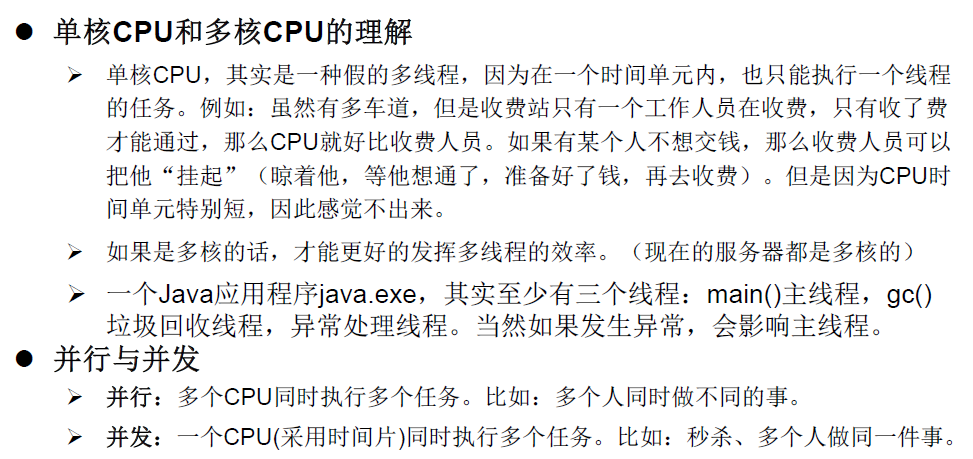 ● 单核CPU和多核CPU的理解
➢ 单核CPU，其实是一种假的多线程，因为在一个时间单元内，也只能执行一个线程
的任务。例如：虽然有多车道，但是收费站只有一个工作人员在收费，只有收了费
才能通过，那么CPU就好比收费人员。如果有某个人不想交钱，那么收费人员可以
把他“挂起”（晾着他，等他想通了，准备好了钱，再去收费）。但是因为CPU时
间单元特别短，因此感觉不出来。
➢ 如果是多核的话，才能更好的发挥多线程的效率。（现在的服务器都是多核的）
➢ 一个Java应用程序java.exe，其实至少有三个线程：main()主线程，gc()
垃圾回收线程，异常处理线程。当然如果发生异常，会影响主线程。
● 并行与并发
➢ 并行：多个CPU同时执行多个任务。比如：多个人同时做不同的事。
➢ 并发：一个CPU(采用时间片)同时执行多个任务。比如：秒杀、多个人做同一件事。